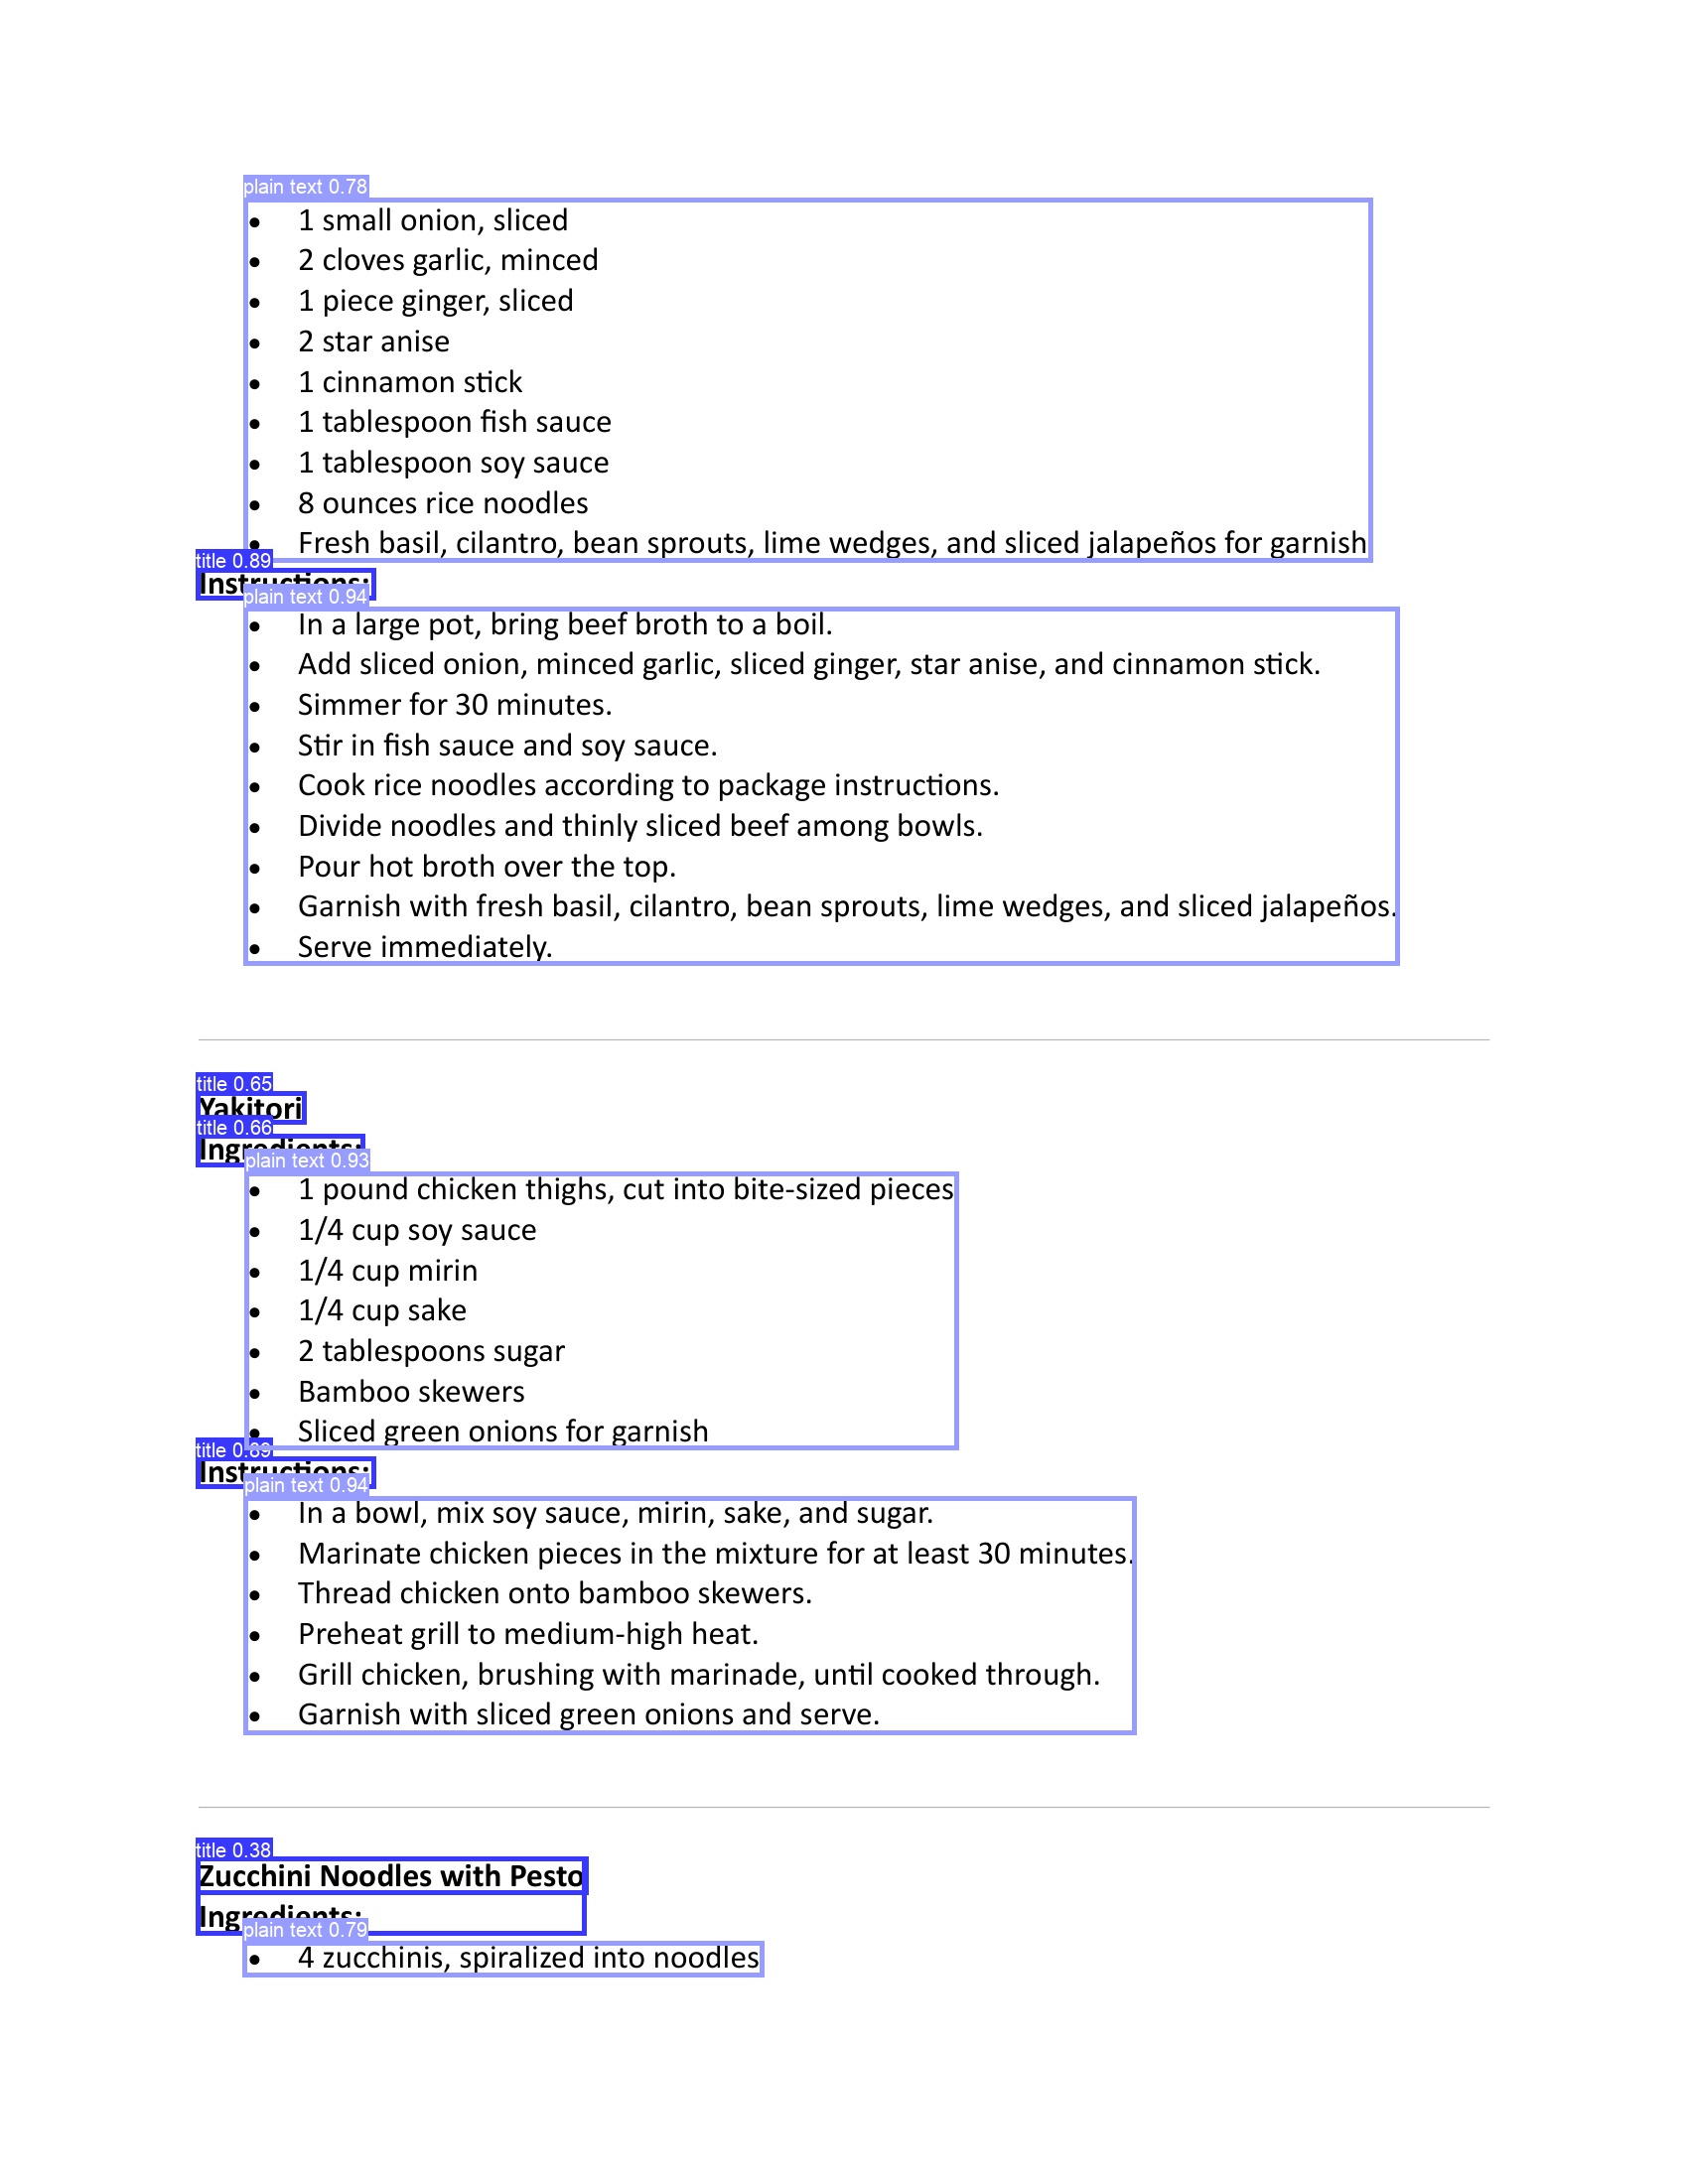 plain text 0.78
• 1 small onion, sliced
• 2 cloves garlic, minced
• 1 piece ginger, sliced
• 2 star anise
• 1 cinnamon stick
• 1 tablespoon fish sauce
• 1 tablespoon soy sauce
• 8 ounces rice noodles
• Fresh basil, cilantro, bean sprouts, lime wedges, and sliced jalapeños for garnish
title 0.89
Instructions:
plain text 0.94
• In a large pot, bring beef broth to a boil.
• Add sliced onion, minced garlic, sliced ginger, star anise, and cinnamon stick.
• Simmer for 30 minutes.
• Stir in fish sauce and soy sauce.
• Cook rice noodles according to package instructions.
• Divide noodles and thinly sliced beef among bowls.
• Pour hot broth over the top.
• Garnish with fresh basil, cilantro, bean sprouts, lime wedges, and sliced jalapeños.
• Serve immediately.
title 0.65
Yakitori
title 0.66
Ingredients:
plain text 0.93
• 1 pound chicken thighs, cut into bite-sized pieces
• 1/4 cup soy sauce
• 1/4 cup mirin
• 1/4 cup sake
• 2 tablespoons sugar
• Bamboo skewers
• Sliced green onions for garnish
title 0.89
Instructions:
plain text 0.94
• In a bowl, mix soy sauce, mirin, sake, and sugar.
• Marinate chicken pieces in the mixture for at least 30 minutes.
• Thread chicken onto bamboo skewers.
• Preheat grill to medium-high heat.
• Grill chicken, brushing with marinade, until cooked through.
• Garnish with sliced green onions and serve.
title 0.38
Zucchini Noodles with Pesto
Ingredients:
plain text 0.79
• 4 zucchinis, spiralized into noodles